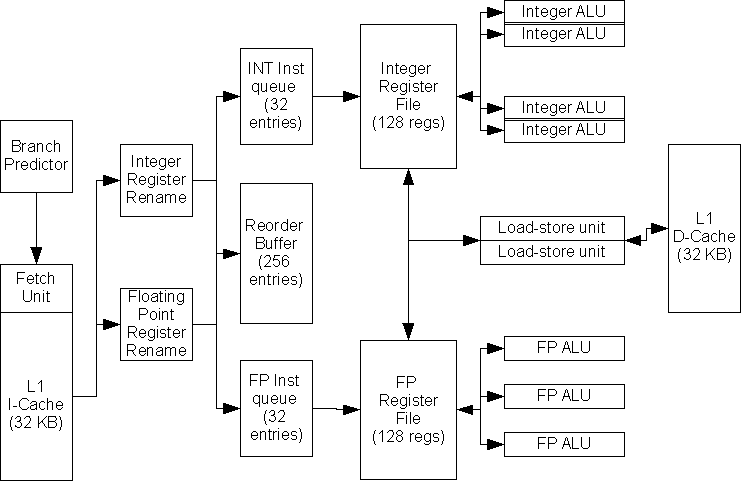 Branch
Predictor
Fetch
Unit
L1
I-Cache
(32 KB)
Integer
Register
Rename
Floating
Point
Register
Rename
INT Inst
queue
(32
entries)
Reorder
Buffer
(256
entries)
FP Inst
queue
(32
entries)
Integer
Register
File
(128 regs)
FP
Register
File
(128 regs)
Integer ALU
Integer ALU
Integer ALU
Integer ALU
Load-store unit
Load-store unit
FP ALU
FP ALU
FP ALU
L1
D-Cache
(32 KB)